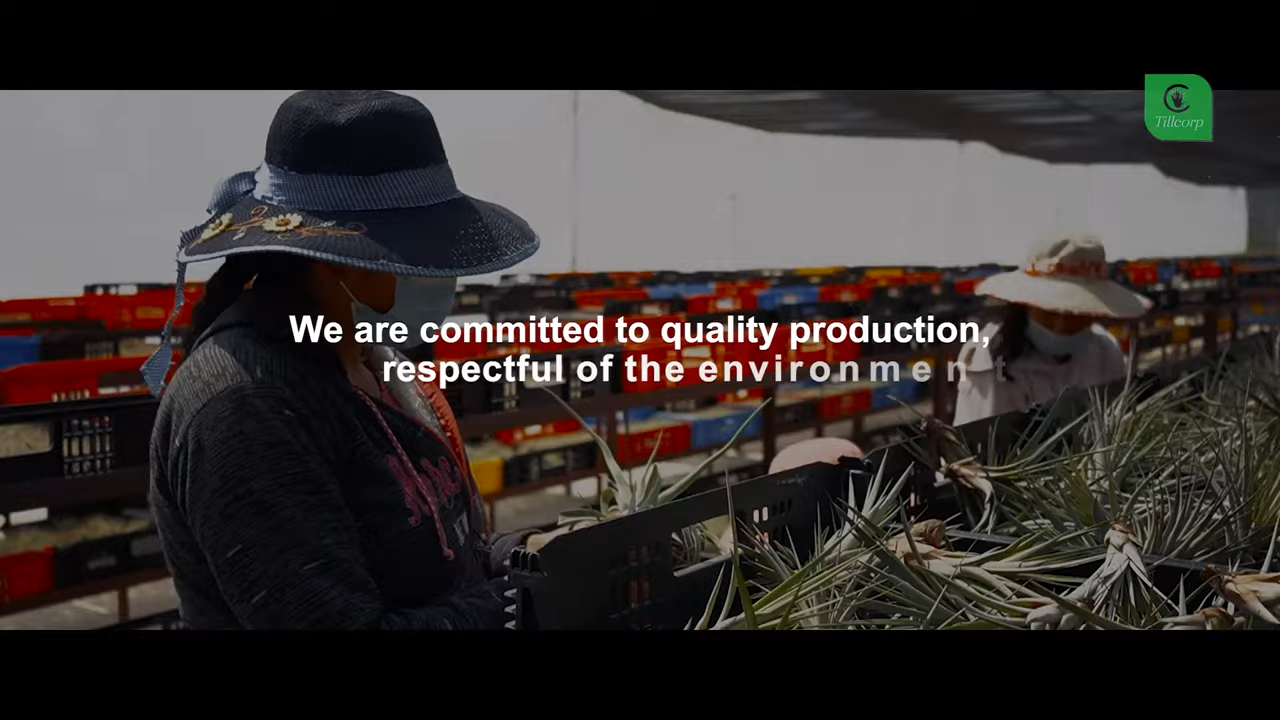 Tillcorp
We are committed to quality production,
respectful of the environment